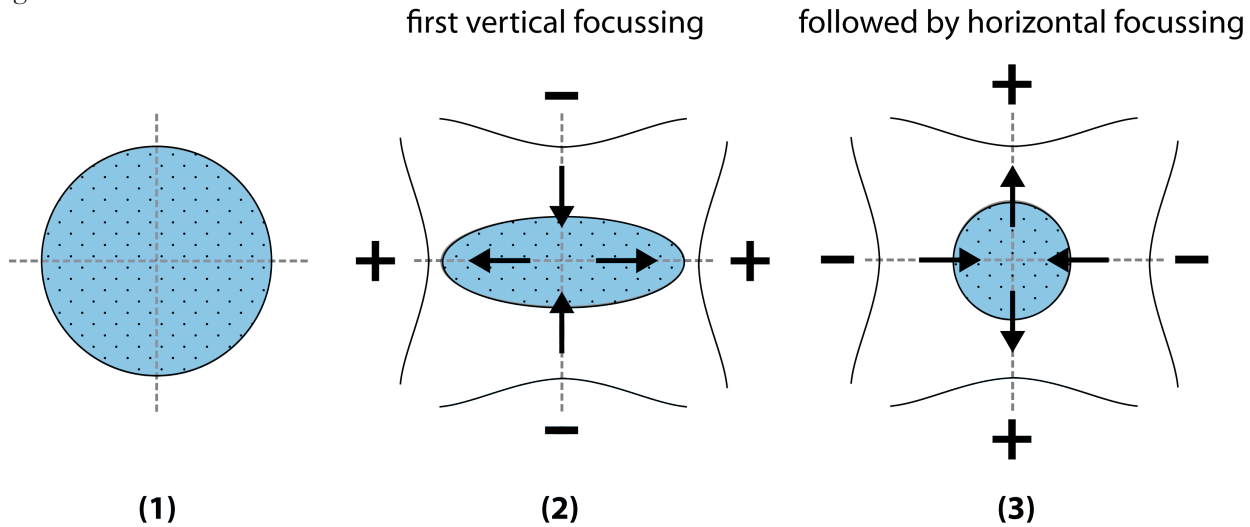 first vertical focussing
followed by horizontal focussing
− +
+ + − −
− +
(1) (2) (3)